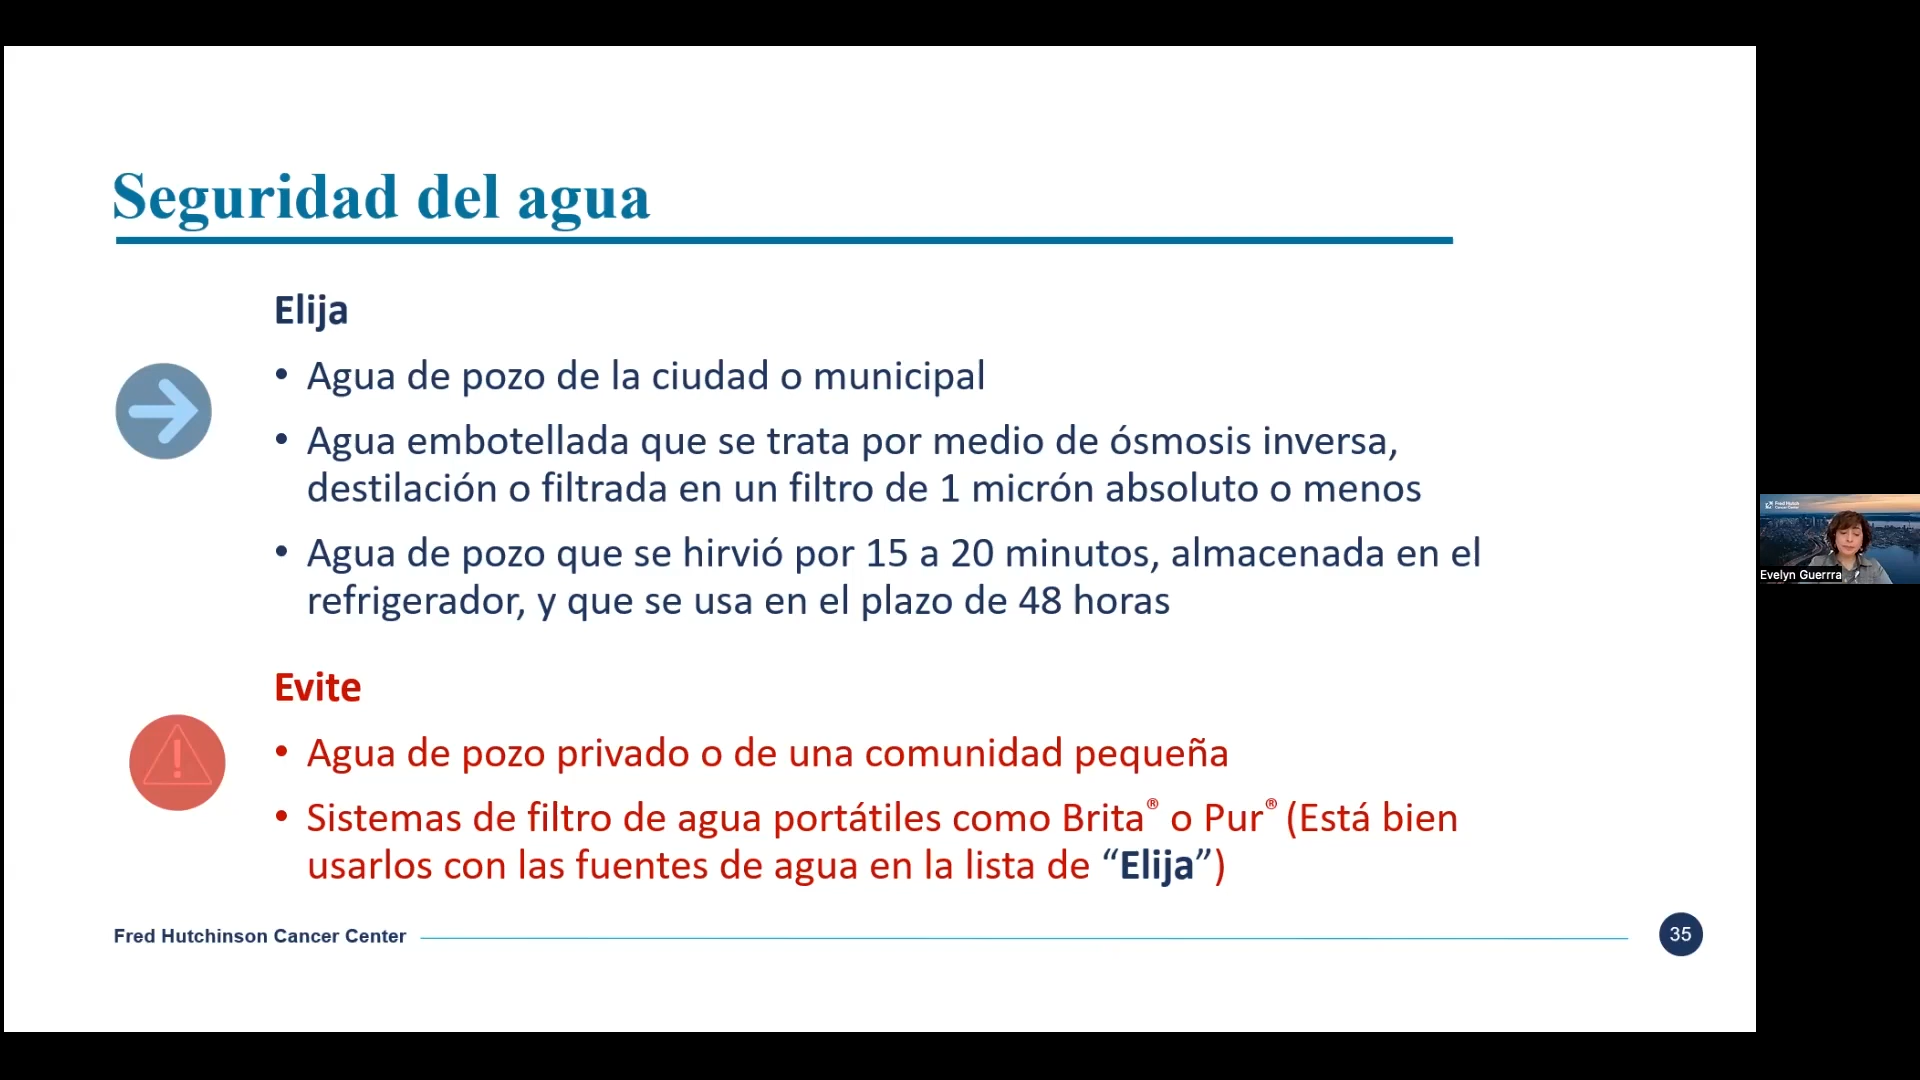 Seguridad del agua
Elija
• Agua de pozo de la ciudad o municipal
• Agua embotellada que se trata por medio de ósmosis inversa,
destilación o filtrada en un filtro de 1 micrón absoluto o menos
• Agua de pozo que se hirvió por 15 a 20 minutos, almacenada en el
refrigerador, y que se usa en el plazo de 48 horas
Evite
• Agua de pozo privado o de una comunidad pequeña
• Sistemas de filtro de agua portátiles como Brita® o Pur® (Está bien
usarlos con las fuentes de agua en la lista de “Elija”)
Fred Hutchinson Cancer Center
35
Fred Hutch
Cancer Center
Evelyn Guerrra